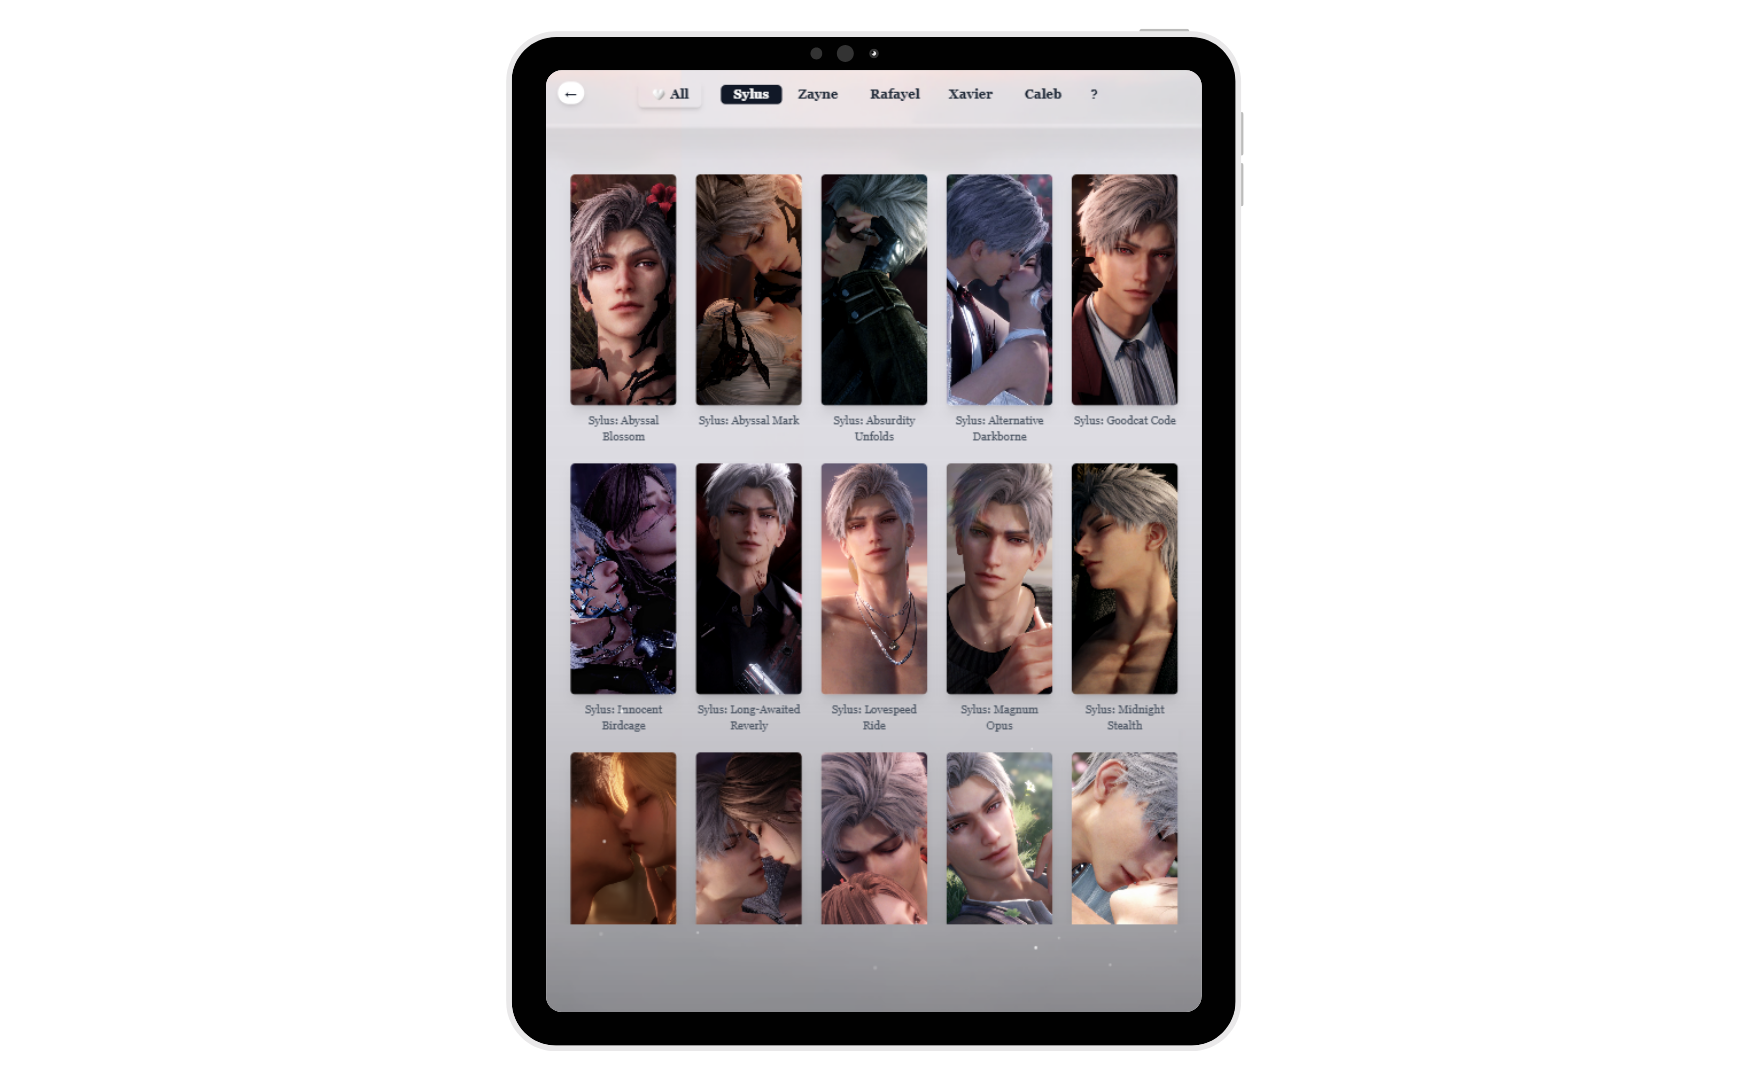 ← 🤍 All Sylus Zayne Rafayel Xavier Caleb ?
Sylus: Abyssal
Blossom
Sylus: Abyssal Mark
Sylus: Absurdity
Unfolds
Sylus: Alternative
Darkborne
Sylus: Goodcat Code
Sylus: Innocent
Birdcage
Sylus: Long-Awaited
Reverly
Sylus: Lovespeed
Ride
Sylus: Magnum
Opus
Sylus: Midnight
Stealth